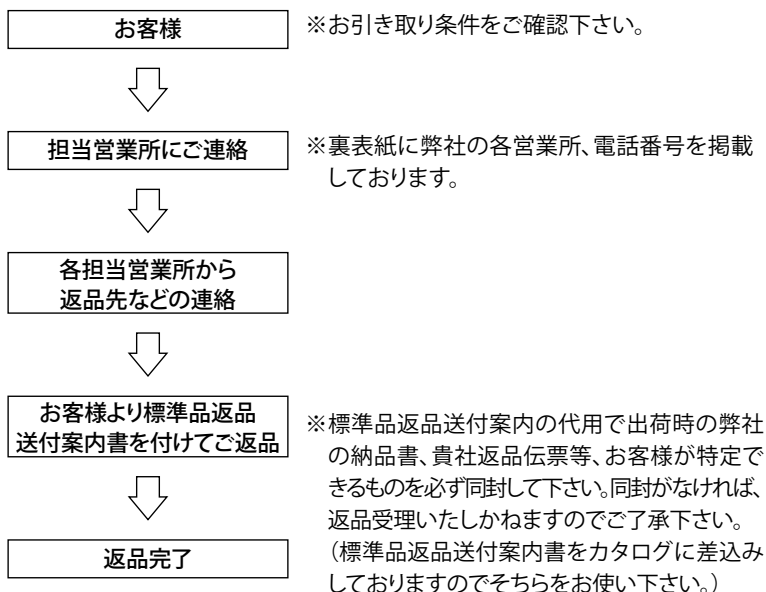 お客様
※お引き取り条件をご確認下さい。
担当営業所にご連絡
※裏表紙に弊社の各営業所、電話番号を掲載
しております。
各担当営業所から
返品先などの連絡
お客様より標準品返品
送付案内書を付けてご返品
※標準品返品送付案内の代用で出荷時の弊社
の納品書、貴社返品伝票等、お客様が特定で
きるものを必ず同封して下さい。同封がなければ、
返品受理いたしかねますのでご了承下さい。
（標準品返品送付案内書をカタログに差込み
しておりますのでそちらをお使い下さい。）
返品完了